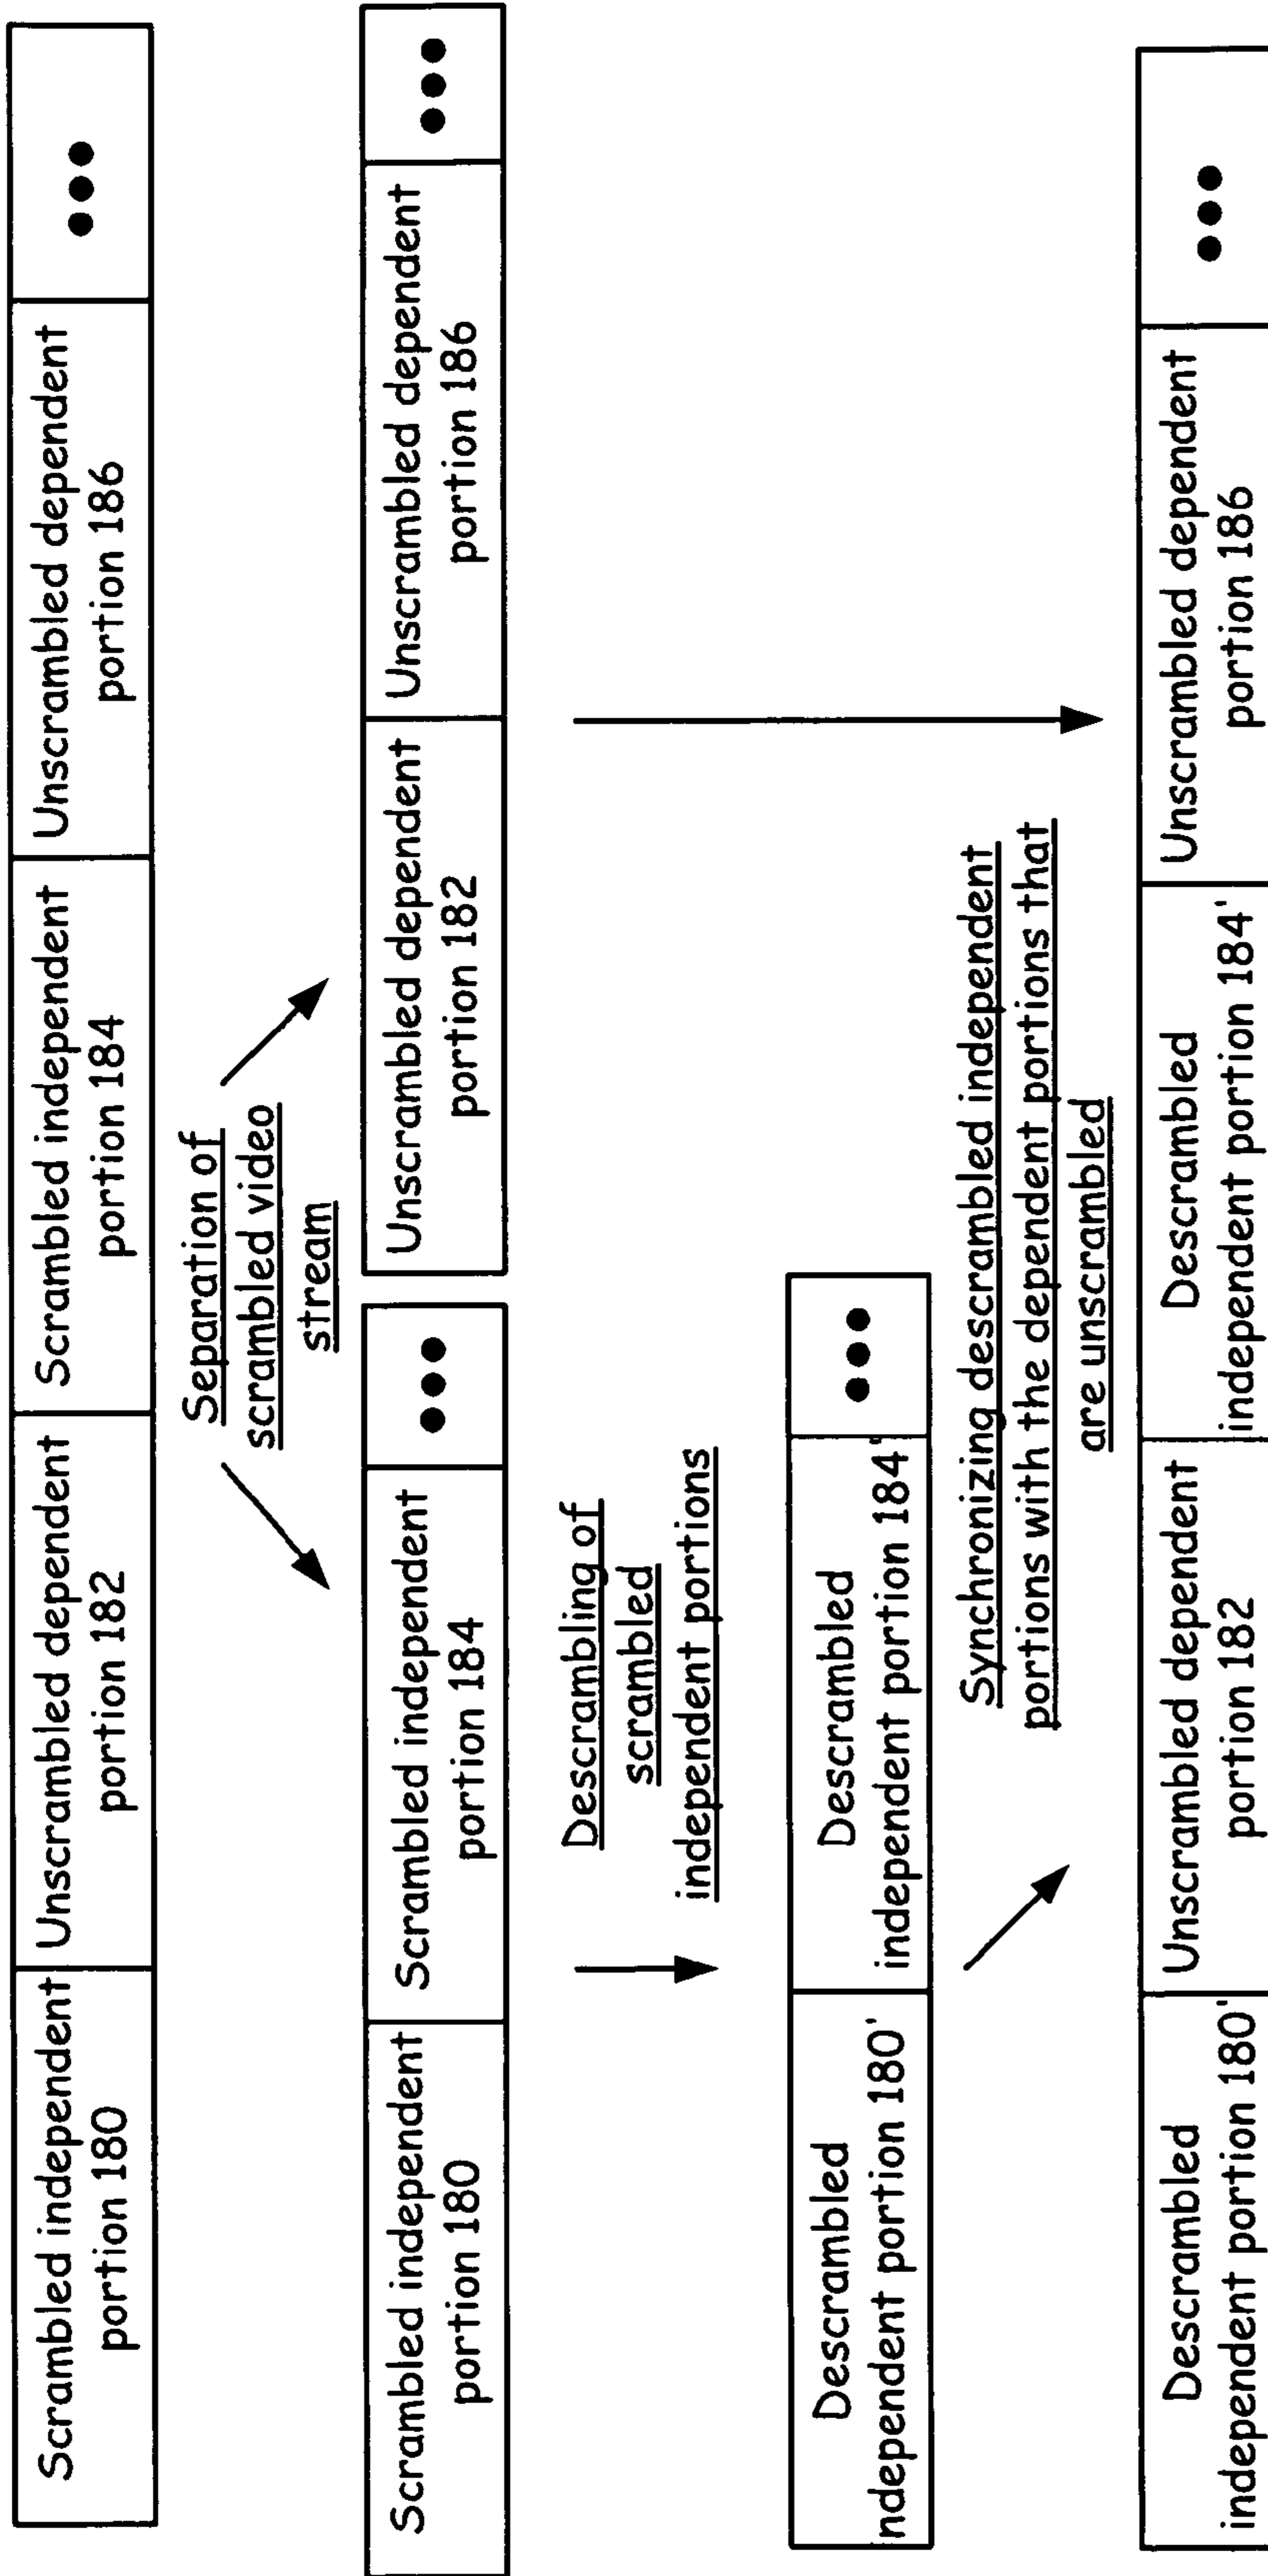 Scrambled independent
portion 180
Unscrambled dependent
portion 182
Scrambled independent
portion 184
Unscrambled dependent
portion 186
•••
Separation of
scrambled video
stream
Scrambled independent
portion 180
Scrambled independent
portion 184
•••
Unscrambled dependent
portion 182
Unscrambled dependent
portion 186
•••
Descrambling of
scrambled
independent portions
Descrambled
ndependent portion 180'
Descrambled
independent portion 184'
•••
Synchronizing descrambled independent
portions with the dependent portions that
are unscrambled
Descrambled
independent portion 180'
Unscrambled dependent
portion 182
Descrambled
independent portion 184'
Unscrambled dependent
portion 186
•••